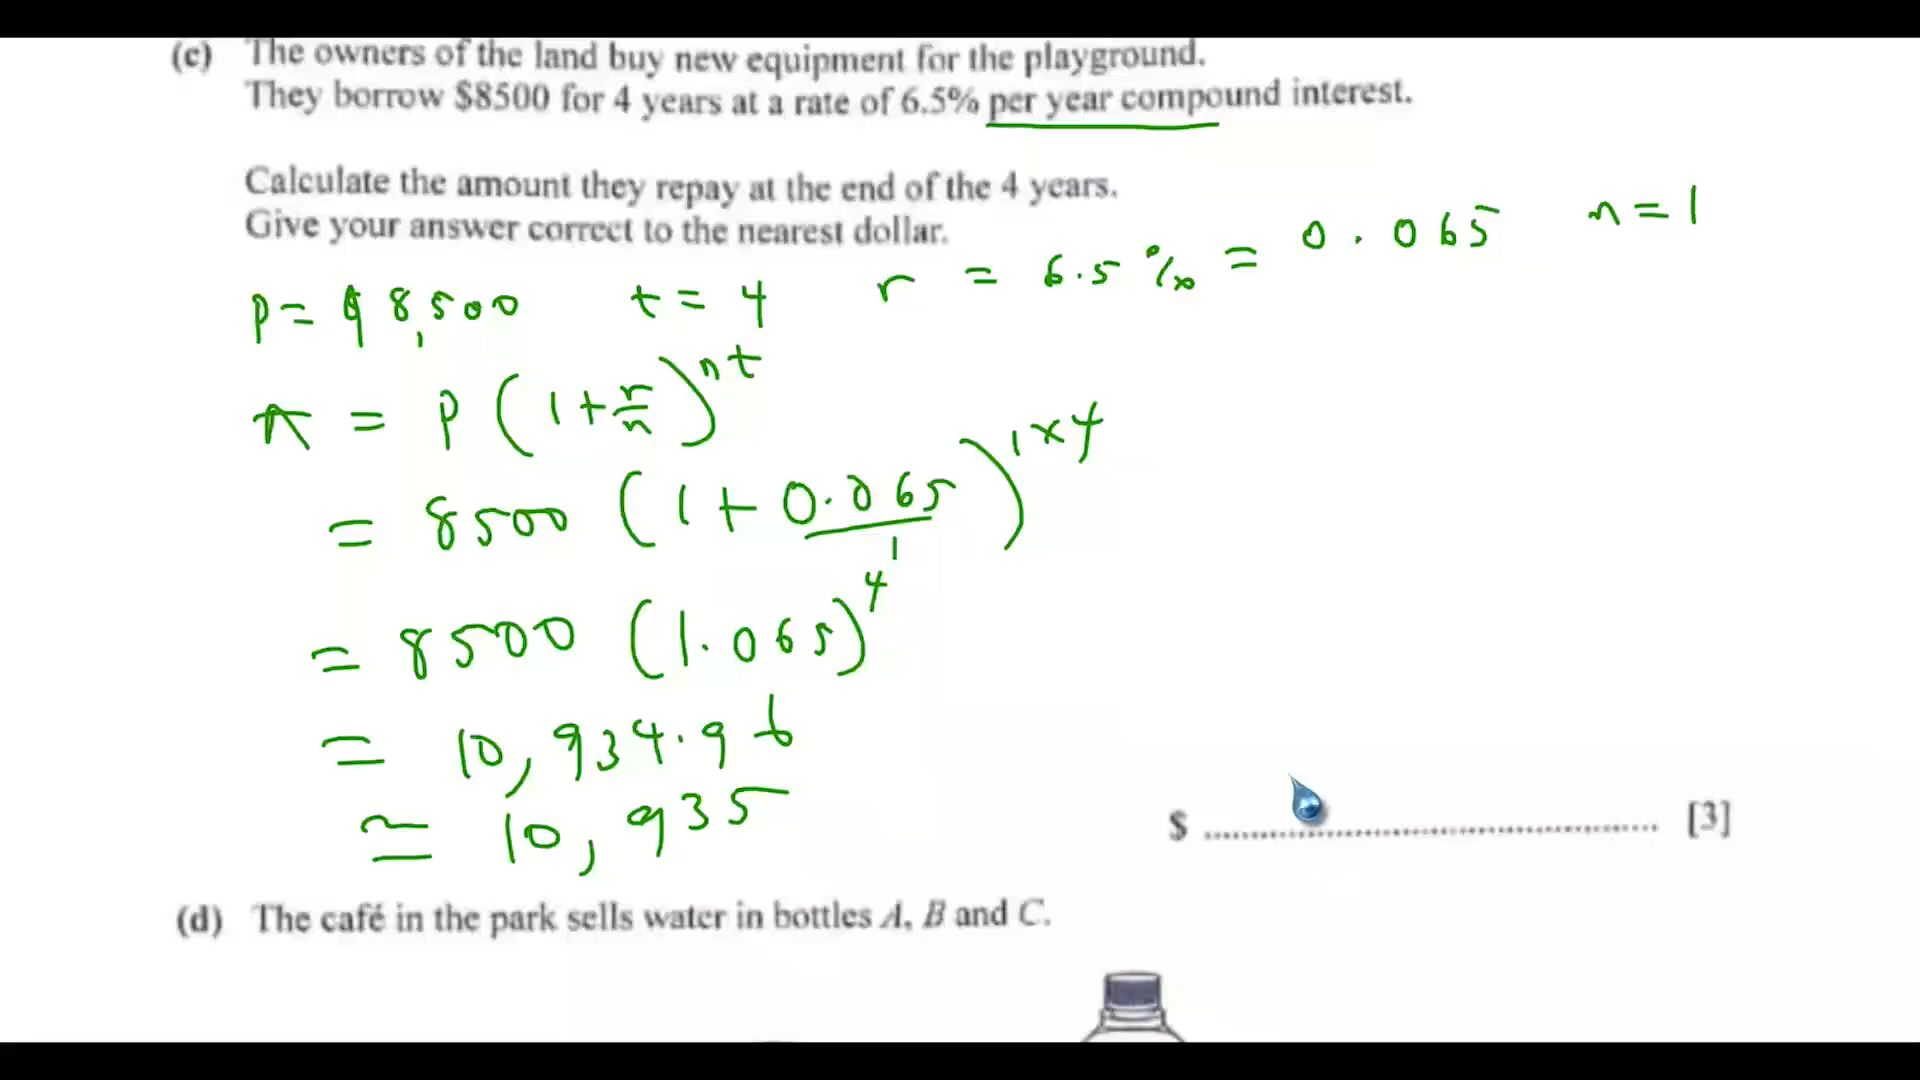 (c) The owners of the land buy new equipment for the playground.
They borrow $8500 for 4 years at a rate of 6.5% per year compound interest.
Calculate the amount they repay at the end of the 4 years.
Give your answer correct to the nearest dollar.
P = $8,500 t = 4 r = 6.5% = 0.065 n = 1
A = P(1 + r/n)^nt
= 8500 (1 + 0.065/1)^1×4
= 8500 (1.065)^4
= 10,934.96
≃ 10,935
$ ........................................ [3]
(d) The café in the park sells water in bottles A, B and C.